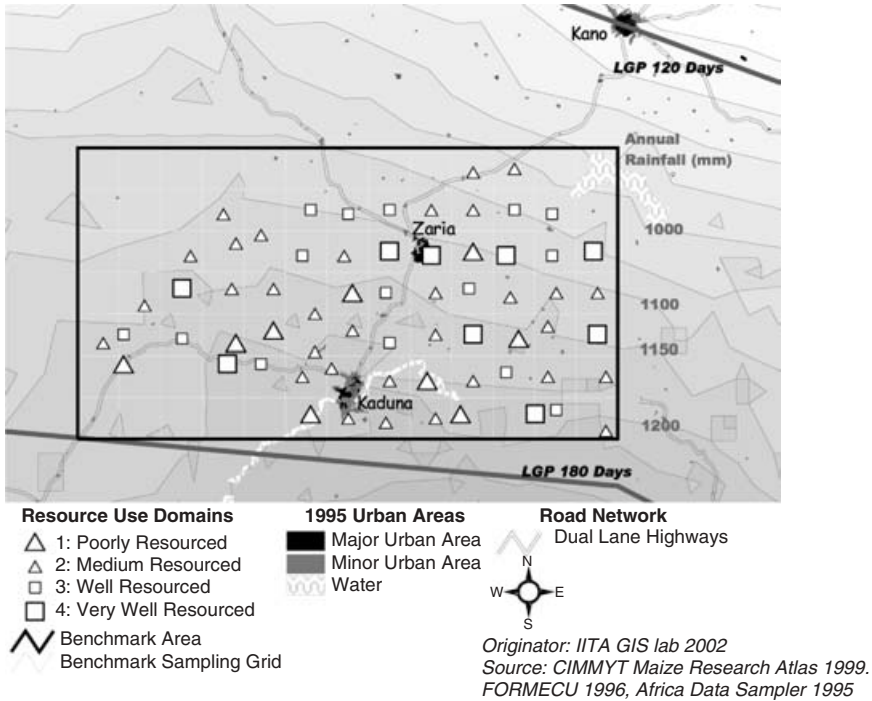 Kano
LGP 120 Days
Annual
Rainfall (mm)
Zaria
1000
1100
1150
Kaduna
1200
LGP 180 Days
Resource Use Domains
1: Poorly Resourced
2: Medium Resourced
3: Well Resourced
4: Very Well Resourced
Benchmark Area
Benchmark Sampling Grid
1995 Urban Areas
Major Urban Area
Minor Urban Area
Water
Road Network
Dual Lane Highways
N
W E
S
Originator: IITA GIS lab 2002
Source: CIMMYT Maize Research Atlas 1999.
FORMECU 1996, Africa Data Sampler 1995